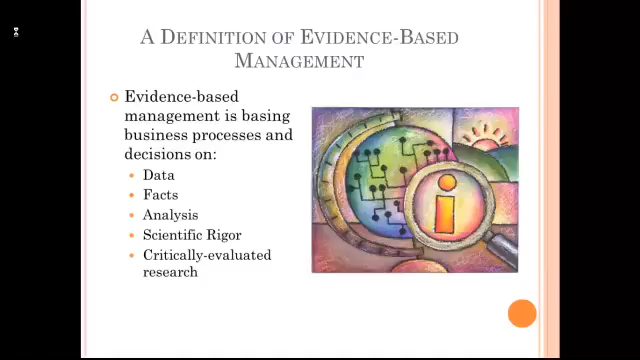 A DEFINITION OF EVIDENCE-BASED
MANAGEMENT
Evidence-based
management is basing
business processes and
decisions on:
Data
Facts
Analysis
Scientific Rigor
Critically-evaluated
research
i